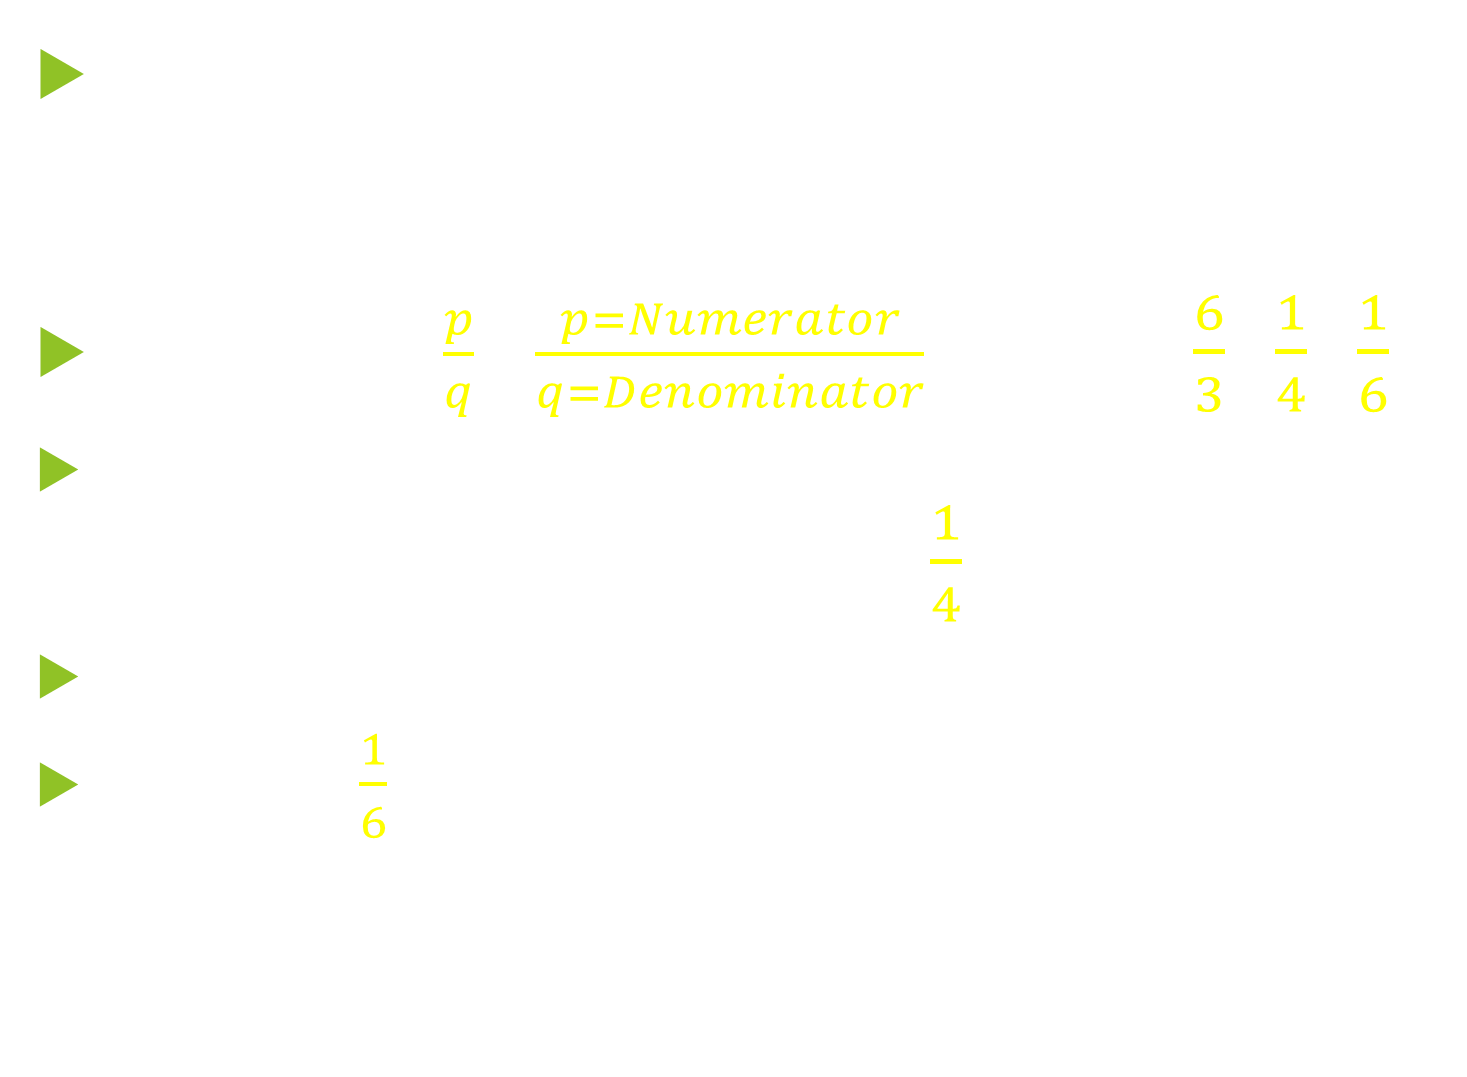 p/q p=Numerator/q=Denominator 6/3 1/4 1/6
1/4
1/6